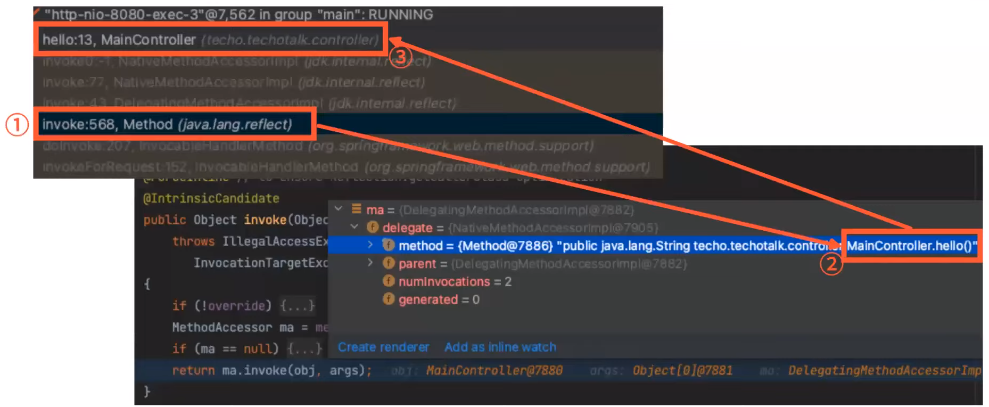 "http-nio-8080-exec-3"@7,562 in group "main": RUNNING
hello:13, MainController (techo.techotalk.controller)
③
invoke0:-1, NativeMethodAccessorImpl (jdk.internal.reflect)
invoke:77, NativeMethodAccessorImpl (jdk.internal.reflect)
invoke:43, DelegatingMethodAccessorImpl (jdk.internal.reflect)
①
invoke:568, Method (java.lang.reflect)
doInvoke:207, InvocableHandlerMethod (org.springframework.web.method.support)
invokeForRequest:152, InvocableHandlerMethod (org.springframework.web.method.support)
@IntrinsicCandidate
public Object invoke(Objec
throws IllegalAccessEx
InvocationTargetExc
{
if (!override) {...}
MethodAccessor ma = me
if (ma == null) {...}
return ma.invoke(obj, args); obj: MainController@7880 args: Object[0]@7881 ma: DelegatingMethodAccessorImp
}
ma = {DelegatingMethodAccessorImpl@7882}
delegate = {NativeMethodAccessorImpl@7905}
method = {Method@7886} "public java.lang.String techo.techotalk.controller.MainController.hello()"
②
parent = {DelegatingMethodAccessorImpl@7882}
numInvocations = 2
generated = 0
Create renderer Add as inline watch